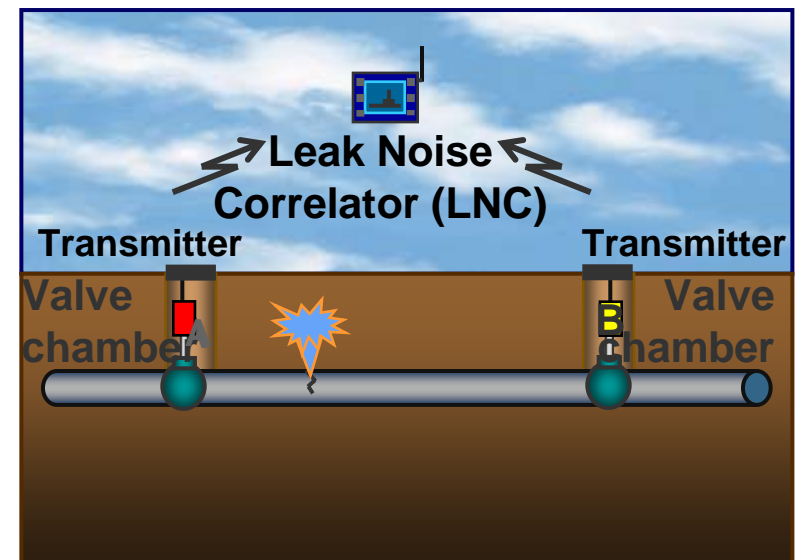 Leak Noise
Correlator (LNC)
Transmitter
Transmitter
Valve
chamber
A
B
Valve
chamber